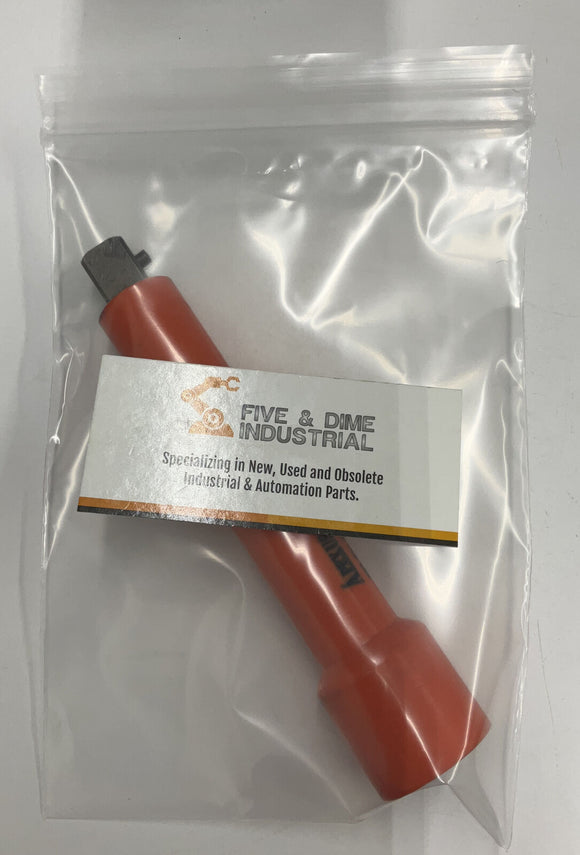 FIVE & DIME
INDUSTRIAL
Specializing in New, Used and Obsolete
Industrial & Automation Parts.